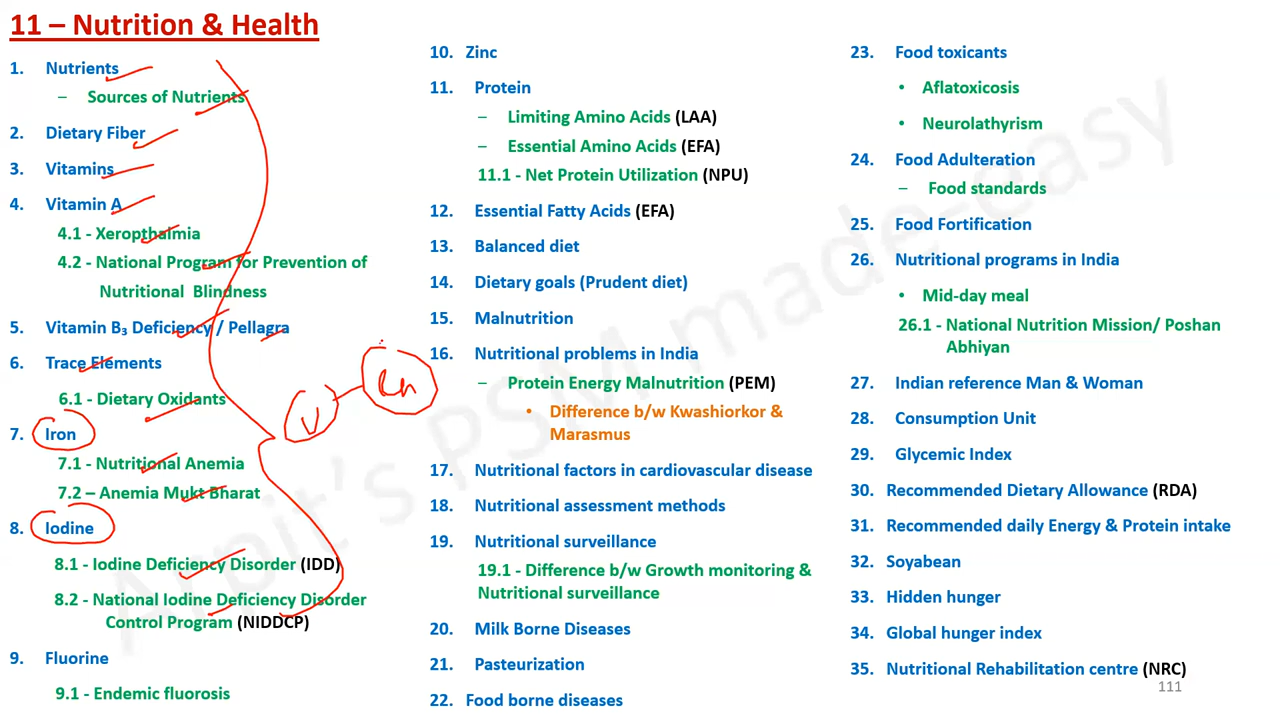 11 – Nutrition & Health
1. Nutrients
– Sources of Nutrients
2. Dietary Fiber
3. Vitamins
4. Vitamin A
4.1 - Xeropthalmia
4.2 - National Program for Prevention of
Nutritional Blindness
5. Vitamin B₃ Deficiency / Pellagra
6. Trace Elements
6.1 - Dietary Oxidants
7. Iron
7.1 - Nutritional Anemia
7.2 – Anemia Mukt Bharat
8. Iodine
8.1 - Iodine Deficiency Disorder (IDD)
8.2 - National Iodine Deficiency Disorder
Control Program (NIDDCP)
9. Fluorine
9.1 - Endemic fluorosis
10. Zinc
11. Protein
– Limiting Amino Acids (LAA)
– Essential Amino Acids (EFA)
11.1 - Net Protein Utilization (NPU)
12. Essential Fatty Acids (EFA)
13. Balanced diet
14. Dietary goals (Prudent diet)
15. Malnutrition
16. Nutritional problems in India
– Protein Energy Malnutrition (PEM)
• Difference b/w Kwashiorkor &
Marasmus
17. Nutritional factors in cardiovascular disease
18. Nutritional assessment methods
19. Nutritional surveillance
19.1 - Difference b/w Growth monitoring &
Nutritional surveillance
20. Milk Borne Diseases
21. Pasteurization
22. Food borne diseases
23. Food toxicants
• Aflatoxicosis
• Neurolathyrism
24. Food Adulteration
– Food standards
25. Food Fortification
26. Nutritional programs in India
• Mid-day meal
26.1 - National Nutrition Mission/ Poshan
Abhiyan
27. Indian reference Man & Woman
28. Consumption Unit
29. Glycemic Index
30. Recommended Dietary Allowance (RDA)
31. Recommended daily Energy & Protein intake
32. Soyabean
33. Hidden hunger
34. Global hunger index
35. Nutritional Rehabilitation centre (NRC)
111
Arpit's PSM made-easy
V